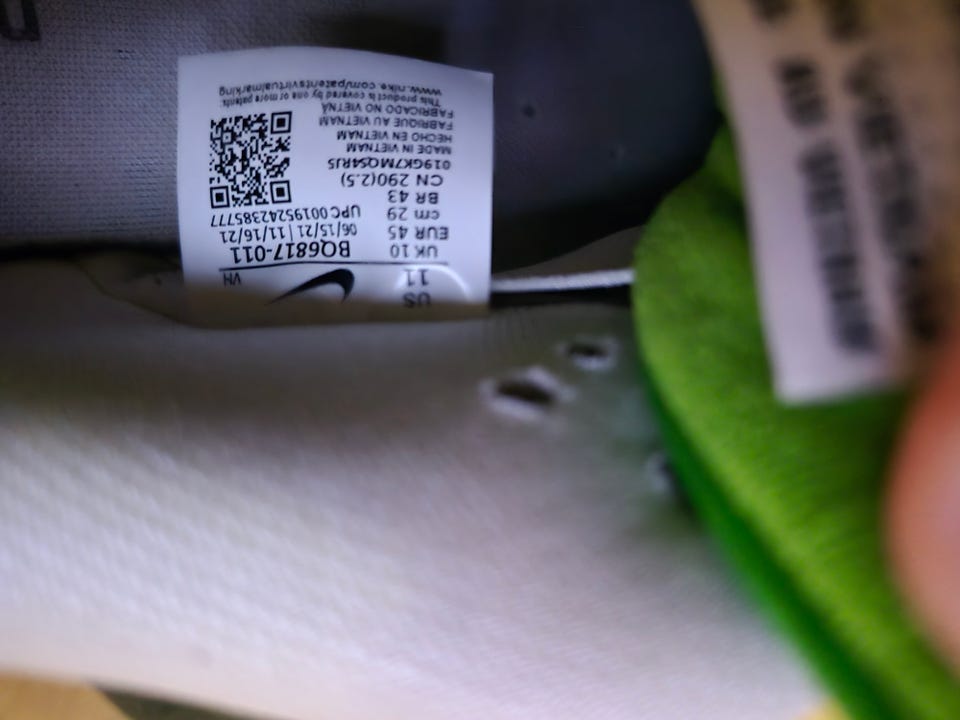 US
11
UK 10
EUR 45
cm 29
BR 43
CN 290(2.5)
VH
BQ6817-011
06/15/21 | 11/16/21
UPC 00195242385777
019GK7MQS4RJS
MADE IN VIETNAM
HECHO EN VIETNAM
FABRIQUE AU VIETNAM
FABRICADO NO VIETNÃ
This product is covered by one or more patents:
www.nike.com/patentsvirtualmarking